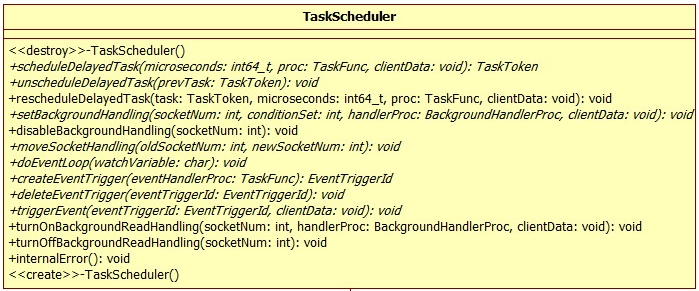 TaskScheduler
<<destroy>>-TaskScheduler()
+scheduleDelayedTask(microseconds: int64_t, proc: TaskFunc, clientData: void): TaskToken
+unscheduleDelayedTask(prevTask: TaskToken): void
+rescheduleDelayedTask(task: TaskToken, microseconds: int64_t, proc: TaskFunc, clientData: void): void
+setBackgroundHandling(socketNum: int, conditionSet: int, handlerProc: BackgroundHandlerProc, clientData: void): void
+disableBackgroundHandling(socketNum: int): void
+moveSocketHandling(oldSocketNum: int, newSocketNum: int): void
+doEventLoop(watchVariable: char): void
+createEventTrigger(eventHandlerProc: TaskFunc): EventTriggerId
+deleteEventTrigger(eventTriggerId: EventTriggerId): void
+triggerEvent(eventTriggerId: EventTriggerId, clientData: void): void
+turnOnBackgroundReadHandling(socketNum: int, handlerProc: BackgroundHandlerProc, clientData: void): void
+turnOffBackgroundReadHandling(socketNum: int): void
+internalError(): void
<<create>>-TaskScheduler()